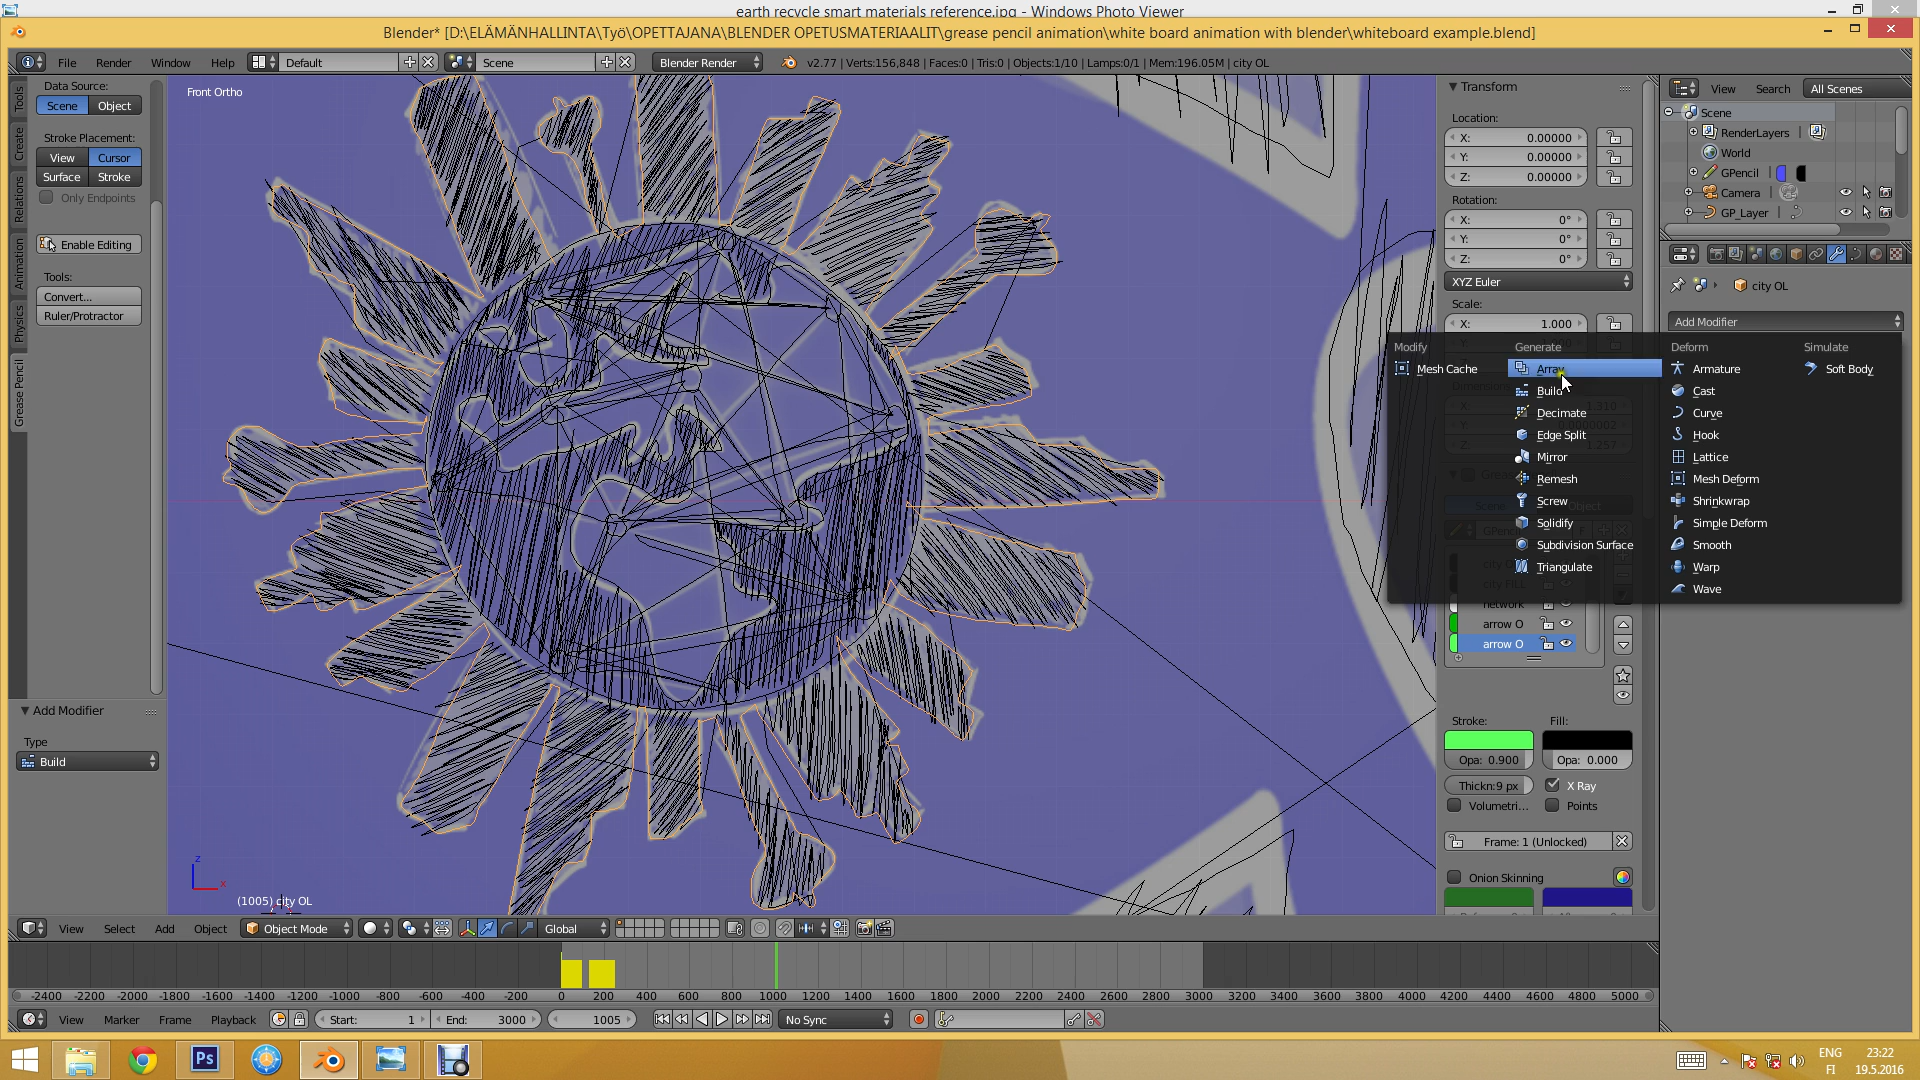 earth recycle smart materials reference.jpg - Windows Photo Viewer
Blender* [D:\ELÄMÄNHALLINTA\Työ\OPETTAJANA\BLENDER OPETUSMATERIAALIT\grease pencil animation\white board animation with blender\whiteboard example.blend]
File Render Window Help Default Scene Blender Render v2.77 | Verts:156,848 | Faces:0 | Tris:0 | Objects:1/10 | Lamps:0/1 | Mem:196.05M | city OL
Tools
Create
Relations
Animation
Physics
Grease Pencil
Data Source:
Scene Object
Stroke Placement:
View Cursor
Surface Stroke
Only Endpoints
Enable Editing
Tools:
Convert...
Ruler/Protractor
Add Modifier
Type
Build
Front Ortho
z
x
(1005) city OL
Transform
Location:
X: 0.00000
Y: 0.00000
Z: 0.00000
Rotation:
X: 0°
Y: 0°
Z: 0°
XYZ Euler
Scale:
X: 1.000
View Search All Scenes
Scene
RenderLayers
World
GPencil
Camera
GP_Layer
city OL
Add Modifier
Modify
Mesh Cache
Generate
Array
Build
Decimate
Edge Split
Mirror
Remesh
Screw
Solidify
Subdivision Surface
Triangulate
Deform
Armature
Cast
Curve
Hook
Lattice
Mesh Deform
Shrinkwrap
Simple Deform
Smooth
Warp
Wave
Simulate
Soft Body
network
arrow O
arrow O
Stroke: Fill:
Opa: 0.900 Opa: 0.000
Thickn:9 px X Ray
Volumetri... Points
Frame: 1 (Unlocked)
Onion Skinning
View Select Add Object Object Mode Global
-2400 -2200 -2000 -1800 -1600 -1400 -1200 -1000 -800 -600 -400 -200 0 200 400 600 800 1000 1200 1400 1600 1800 2000 2200 2400 2600 2800 3000 3200 3400 3600 3800 4000 4200 4400 4600 4800 5000
View Marker Frame Playback Start: 1 End: 3000 1005 No Sync
Ps
ENG
FI
23:22
19.5.2016